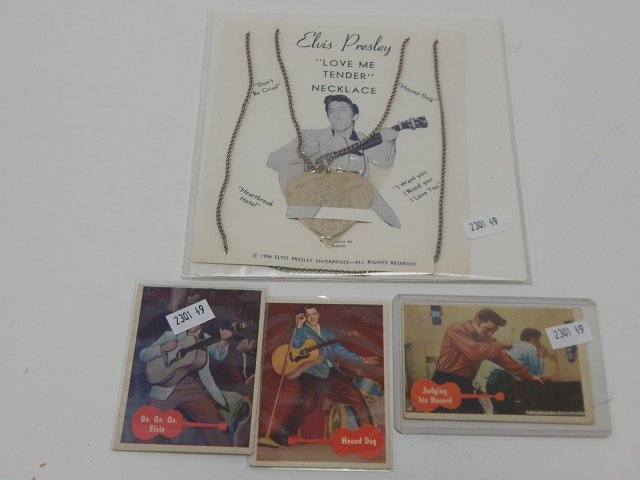 Elvis Presley
"LOVE ME
TENDER"
NECKLACE
"Don't
Be Cruel"
"Hound Dog"
"Heartbreak
Hotel"
"I Want you
I Need you
I Love You"
2301 49
© 1956 ELVIS PRESLEY ENTERPRISES—ALL RIGHTS RESERVED
2301 49
Go, Go, Go,
Elvis
Hound Dog
2301 49
Judging
his Record